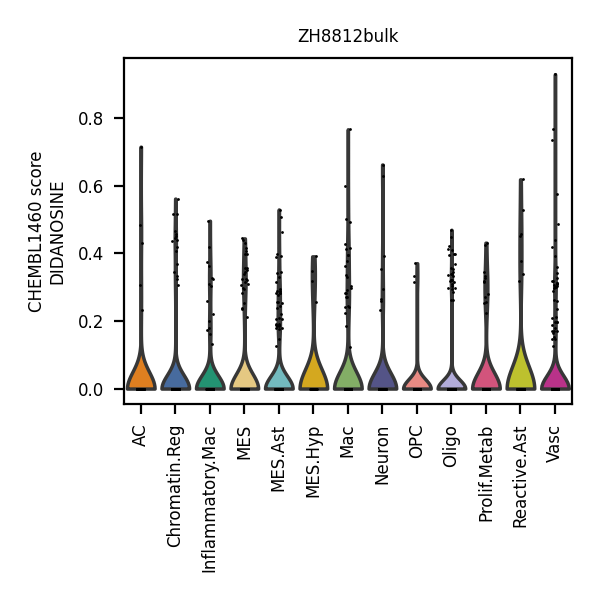 ZH8812bulk
CHEMBL1460 score
DIDANOSINE
0.8
0.6
0.4
0.2
0.0
AC
Chromatin.Reg
Inflammatory.Mac
MES
MES.Ast
MES.Hyp
Mac
Neuron
OPC
Oligo
Prolif.Metab
Reactive.Ast
Vasc